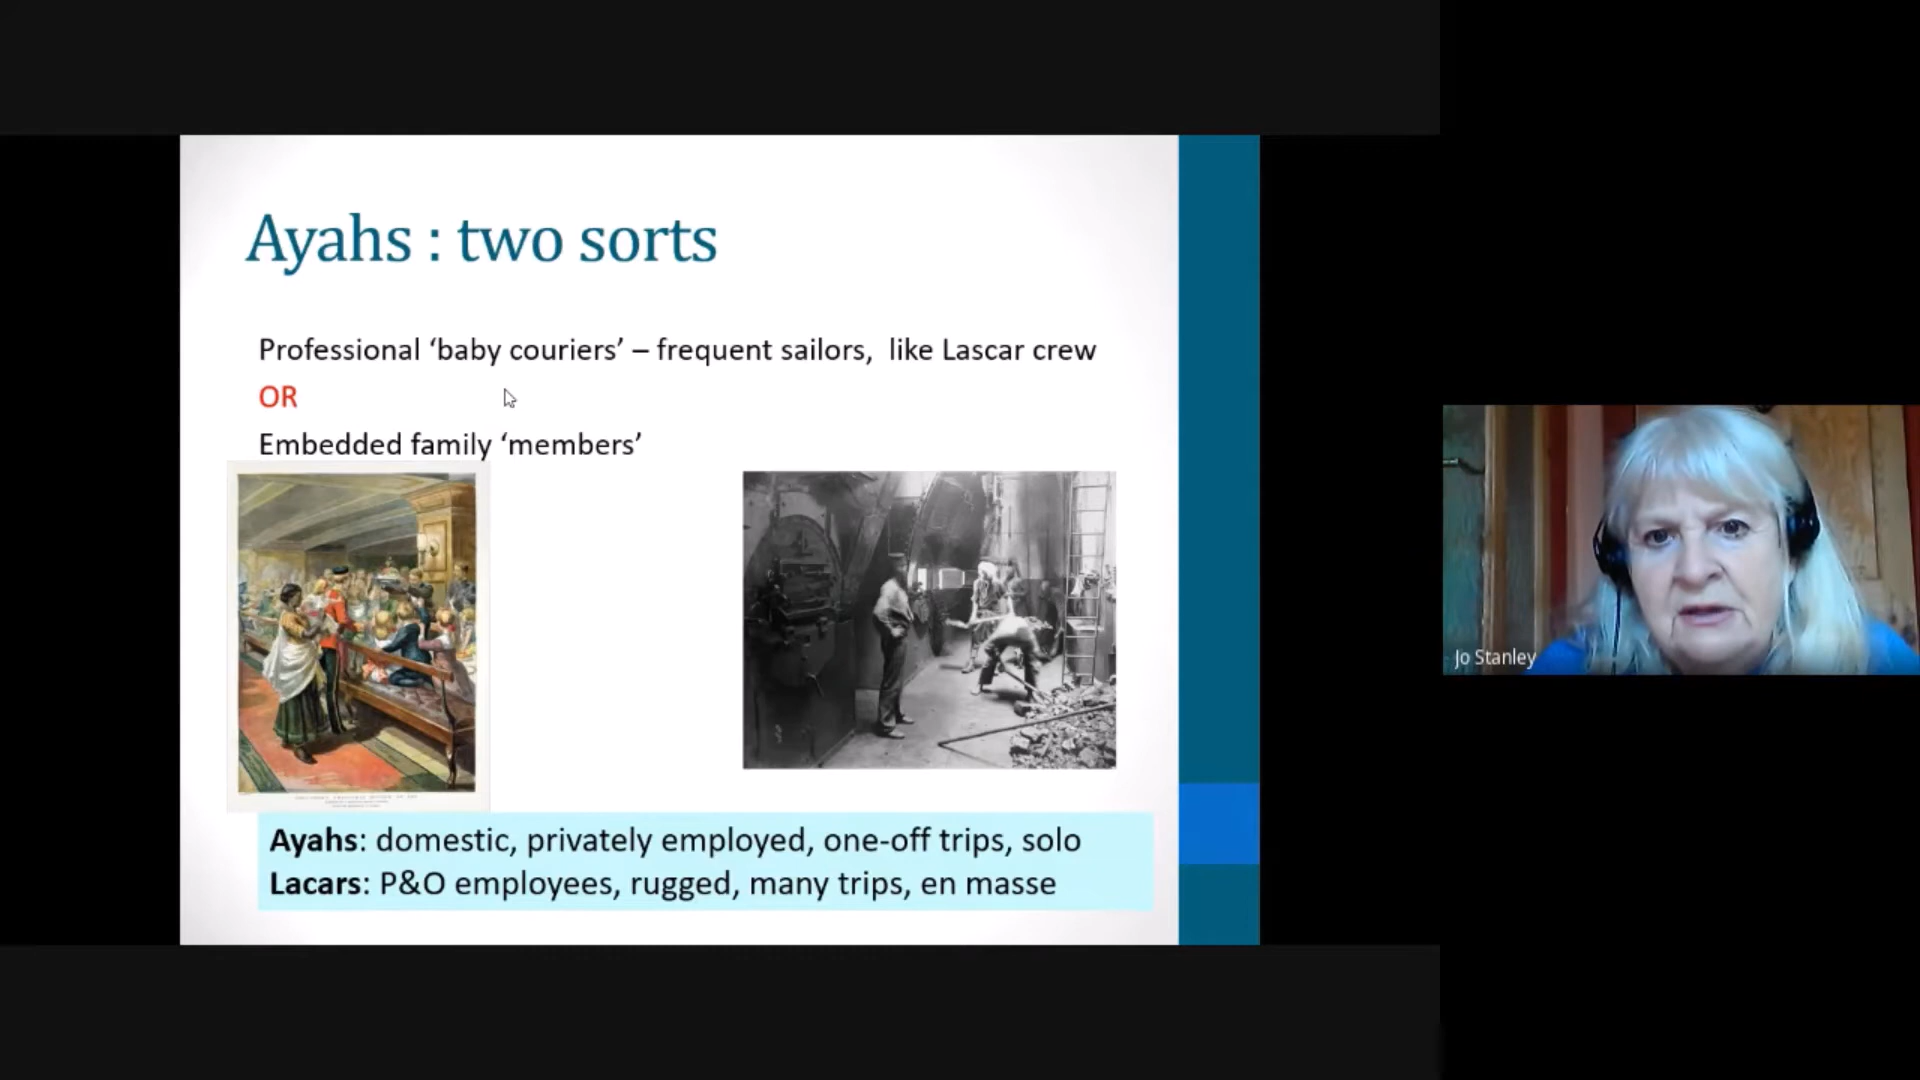 Ayahs : two sorts
Professional ‘baby couriers’ – frequent sailors, like Lascar crew
OR
Embedded family ‘members’
Ayahs: domestic, privately employed, one-off trips, solo
Lacars: P&O employees, rugged, many trips, en masse
Jo Stanley